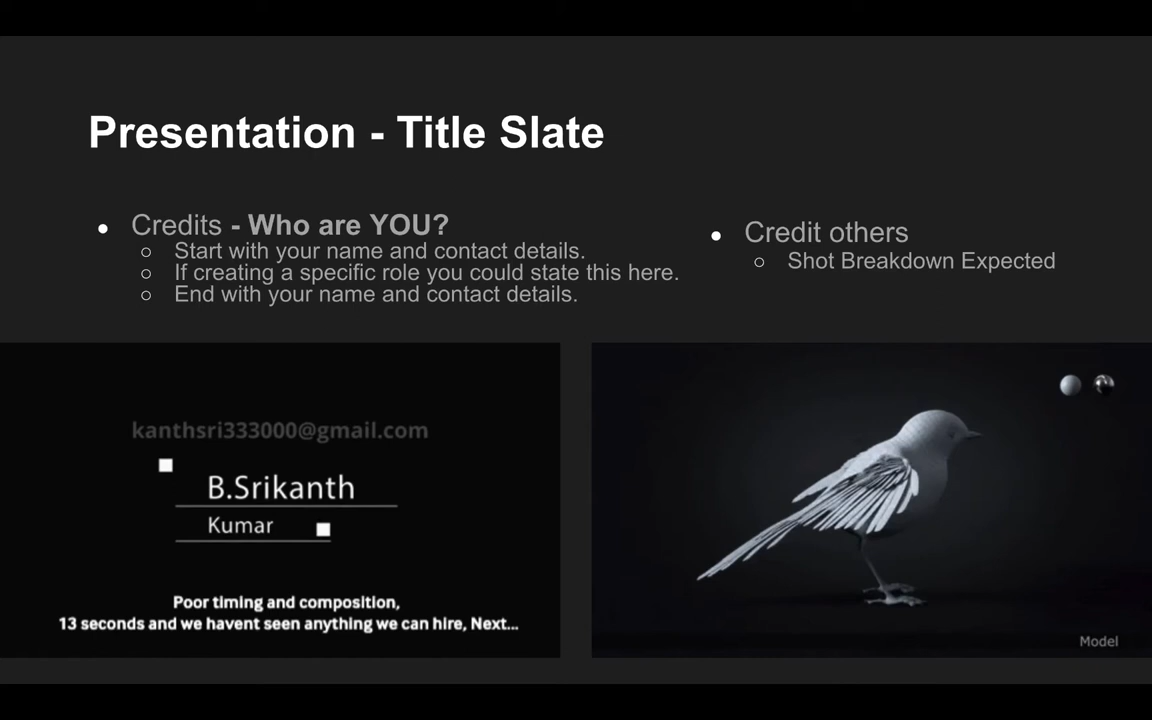 Presentation - Title Slate
Credits - Who are YOU?
Start with your name and contact details.
If creating a specific role you could state this here.
End with your name and contact details.
Credit others
Shot Breakdown Expected
kanthsri333000@gmail.com
B.Srikanth
Kumar
Poor timing and composition,
13 seconds and we havent seen anything we can hire, Next...
Model